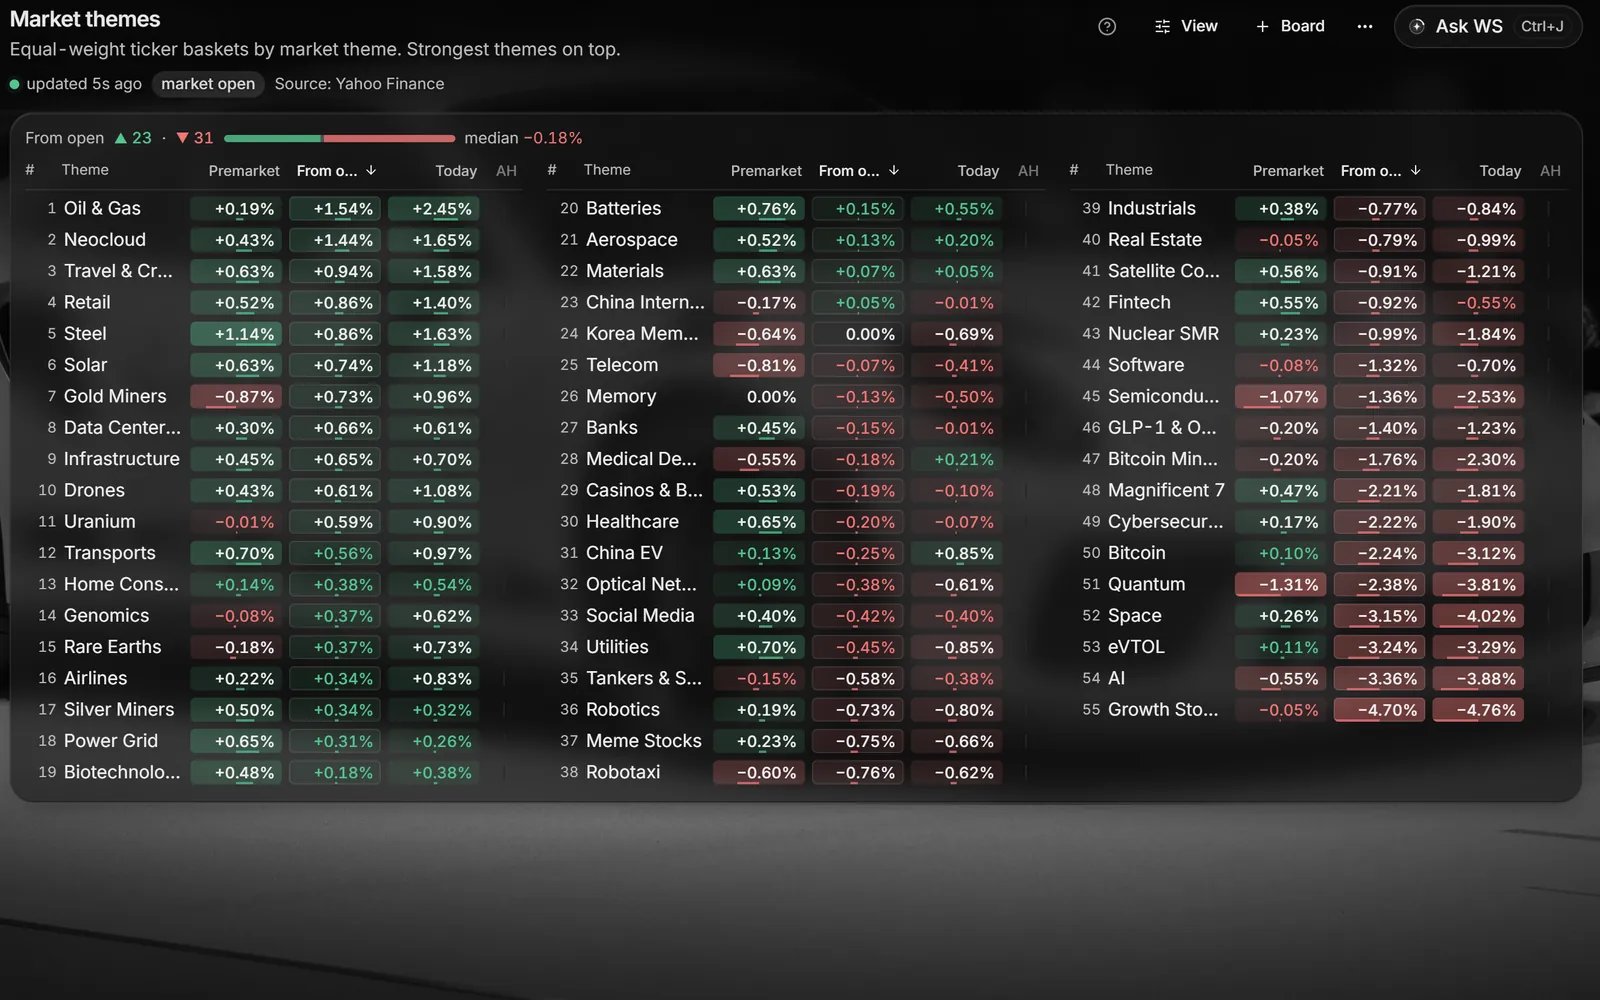 Market themes
Equal-weight ticker baskets by market theme. Strongest themes on top.
updated 5s ago market open Source: Yahoo Finance
View + Board ··· Ask WS Ctrl+J
From open ▲ 23 · ▼ 31 median −0.18%
# Theme Premarket From o... ↓ Today AH
1 Oil & Gas +0.19% +1.54% +2.45%
2 Neocloud +0.43% +1.44% +1.65%
3 Travel & Cr... +0.63% +0.94% +1.58%
4 Retail +0.52% +0.86% +1.40%
5 Steel +1.14% +0.86% +1.63%
6 Solar +0.63% +0.74% +1.18%
7 Gold Miners −0.87% +0.73% +0.96%
8 Data Center... +0.30% +0.66% +0.61%
9 Infrastructure +0.45% +0.65% +0.70%
10 Drones +0.43% +0.61% +1.08%
11 Uranium −0.01% +0.59% +0.90%
12 Transports +0.70% +0.56% +0.97%
13 Home Cons... +0.14% +0.38% +0.54%
14 Genomics −0.08% +0.37% +0.62%
15 Rare Earths −0.18% +0.37% +0.73%
16 Airlines +0.22% +0.34% +0.83%
17 Silver Miners +0.50% +0.34% +0.32%
18 Power Grid +0.65% +0.31% +0.26%
19 Biotechnolo... +0.48% +0.18% +0.38%
# Theme Premarket From o... ↓ Today AH
20 Batteries +0.76% +0.15% +0.55%
21 Aerospace +0.52% +0.13% +0.20%
22 Materials +0.63% +0.07% +0.05%
23 China Intern... −0.17% +0.05% −0.01%
24 Korea Mem... −0.64% 0.00% −0.69%
25 Telecom −0.81% −0.07% −0.41%
26 Memory 0.00% −0.13% −0.50%
27 Banks +0.45% −0.15% −0.01%
28 Medical De... −0.55% −0.18% +0.21%
29 Casinos & B... +0.53% −0.19% −0.10%
30 Healthcare +0.65% −0.20% −0.07%
31 China EV +0.13% −0.25% +0.85%
32 Optical Net... +0.09% −0.38% −0.61%
33 Social Media +0.40% −0.42% −0.40%
34 Utilities +0.70% −0.45% −0.85%
35 Tankers & S... −0.15% −0.58% −0.38%
36 Robotics +0.19% −0.73% −0.80%
37 Meme Stocks +0.23% −0.75% −0.66%
38 Robotaxi −0.60% −0.76% −0.62%
# Theme Premarket From o... ↓ Today AH
39 Industrials +0.38% −0.77% −0.84%
40 Real Estate −0.05% −0.79% −0.99%
41 Satellite Co... +0.56% −0.91% −1.21%
42 Fintech +0.55% −0.92% −0.55%
43 Nuclear SMR +0.23% −0.99% −1.84%
44 Software −0.08% −1.32% −0.70%
45 Semicondu... −1.07% −1.36% −2.53%
46 GLP-1 & O... −0.20% −1.40% −1.23%
47 Bitcoin Min... −0.20% −1.76% −2.30%
48 Magnificent 7 +0.47% −2.21% −1.81%
49 Cybersecur... +0.17% −2.22% −1.90%
50 Bitcoin +0.10% −2.24% −3.12%
51 Quantum −1.31% −2.38% −3.81%
52 Space +0.26% −3.15% −4.02%
53 eVTOL +0.11% −3.24% −3.29%
54 AI −0.55% −3.36% −3.88%
55 Growth Sto... −0.05% −4.70% −4.76%